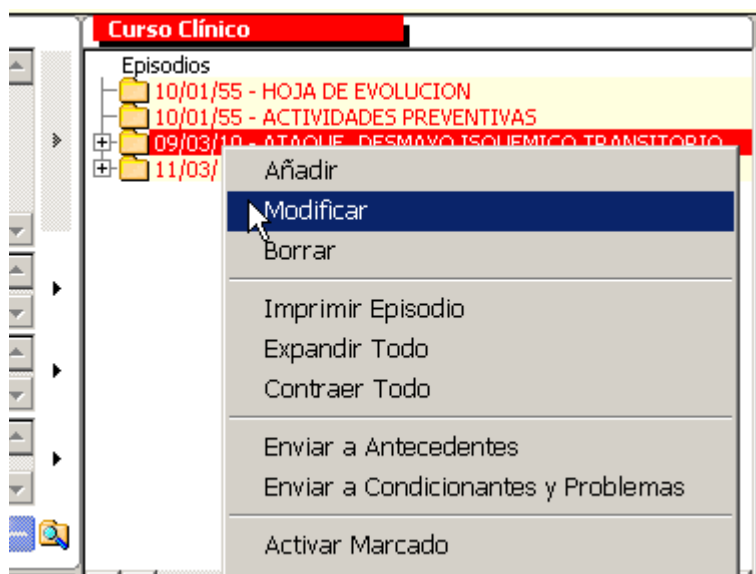 Curso Clínico
Episodios
10/01/55 - HOJA DE EVOLUCION
10/01/55 - ACTIVIDADES PREVENTIVAS
09/03/10 - ATAQUE, DESMAYO ISQUEMICO TRANSITORIO
11/03/
Añadir
Modificar
Borrar
Imprimir Episodio
Expandir Todo
Contraer Todo
Enviar a Antecedentes
Enviar a Condicionantes y Problemas
Activar Marcado